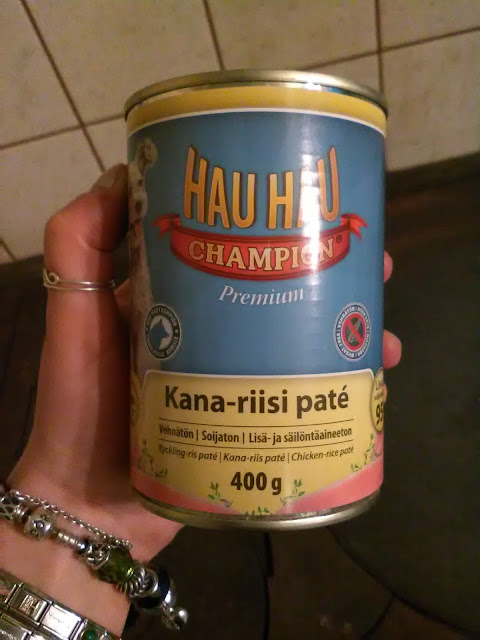 HAU HAU
CHAMPION®
Premium
Kana-riisi paté
Vehnätön | Soijaton | Lisä- ja säilöntäaineeton
Kyckling-ris paté | Kana-riis paté | Chicken-rice paté
400 g